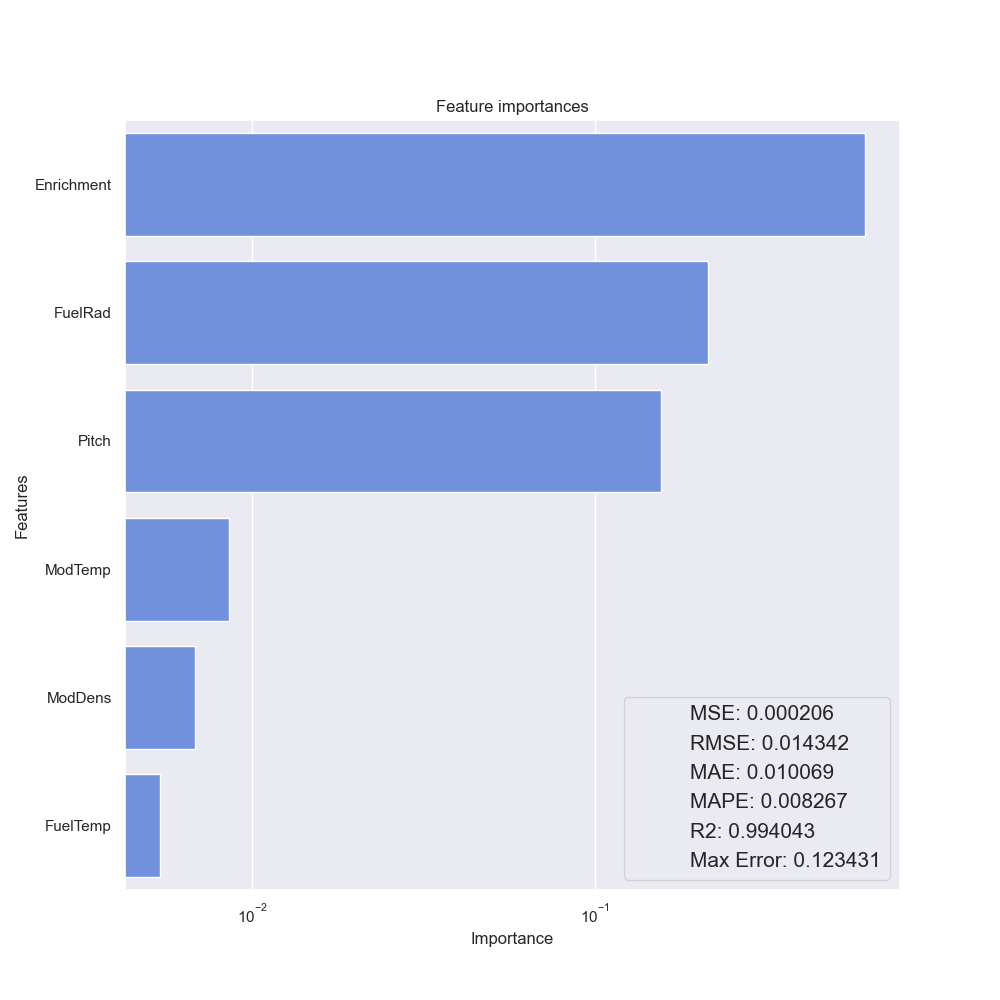 Feature importances
Enrichment
FuelRad
Pitch
ModTemp
ModDens
FuelTemp
Features
MSE: 0.000206
RMSE: 0.014342
MAE: 0.010069
MAPE: 0.008267
R2: 0.994043
Max Error: 0.123431
10⁻² 10⁻¹
Importance